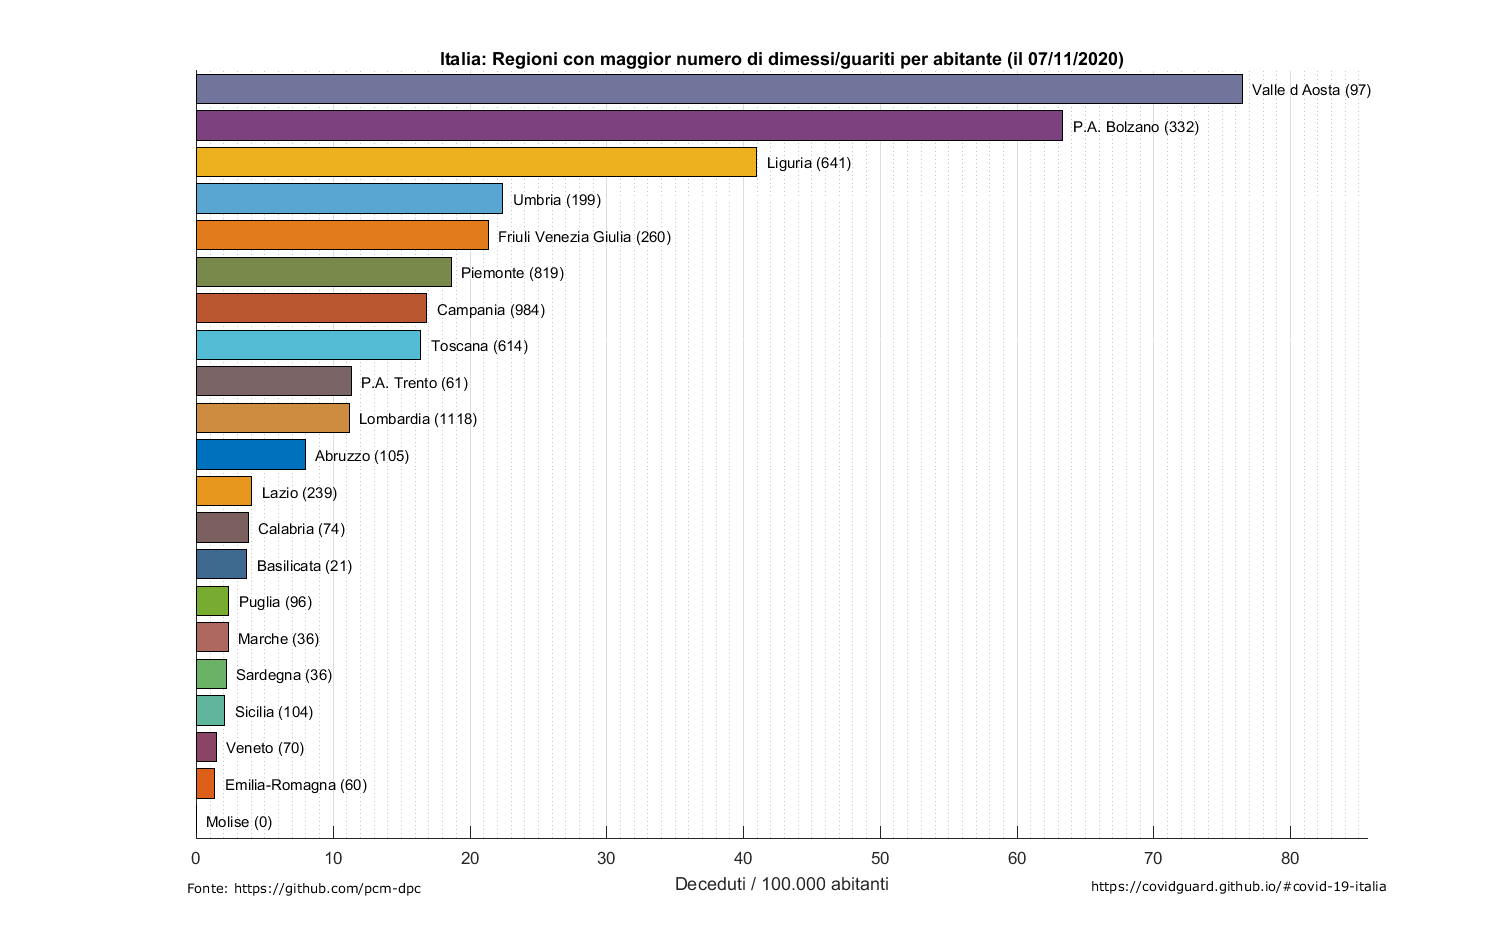 Italia: Regioni con maggior numero di dimessi/guariti per abitante (il 07/11/2020)
Valle d Aosta (97)
P.A. Bolzano (332)
Liguria (641)
Umbria (199)
Friuli Venezia Giulia (260)
Piemonte (819)
Campania (984)
Toscana (614)
P.A. Trento (61)
Lombardia (1118)
Abruzzo (105)
Lazio (239)
Calabria (74)
Basilicata (21)
Puglia (96)
Marche (36)
Sardegna (36)
Sicilia (104)
Veneto (70)
Emilia-Romagna (60)
Molise (0)
0 10 20 30 40 50 60 70 80
Deceduti / 100.000 abitanti
Fonte: https://github.com/pcm-dpc
https://covidguard.github.io/#covid-19-italia